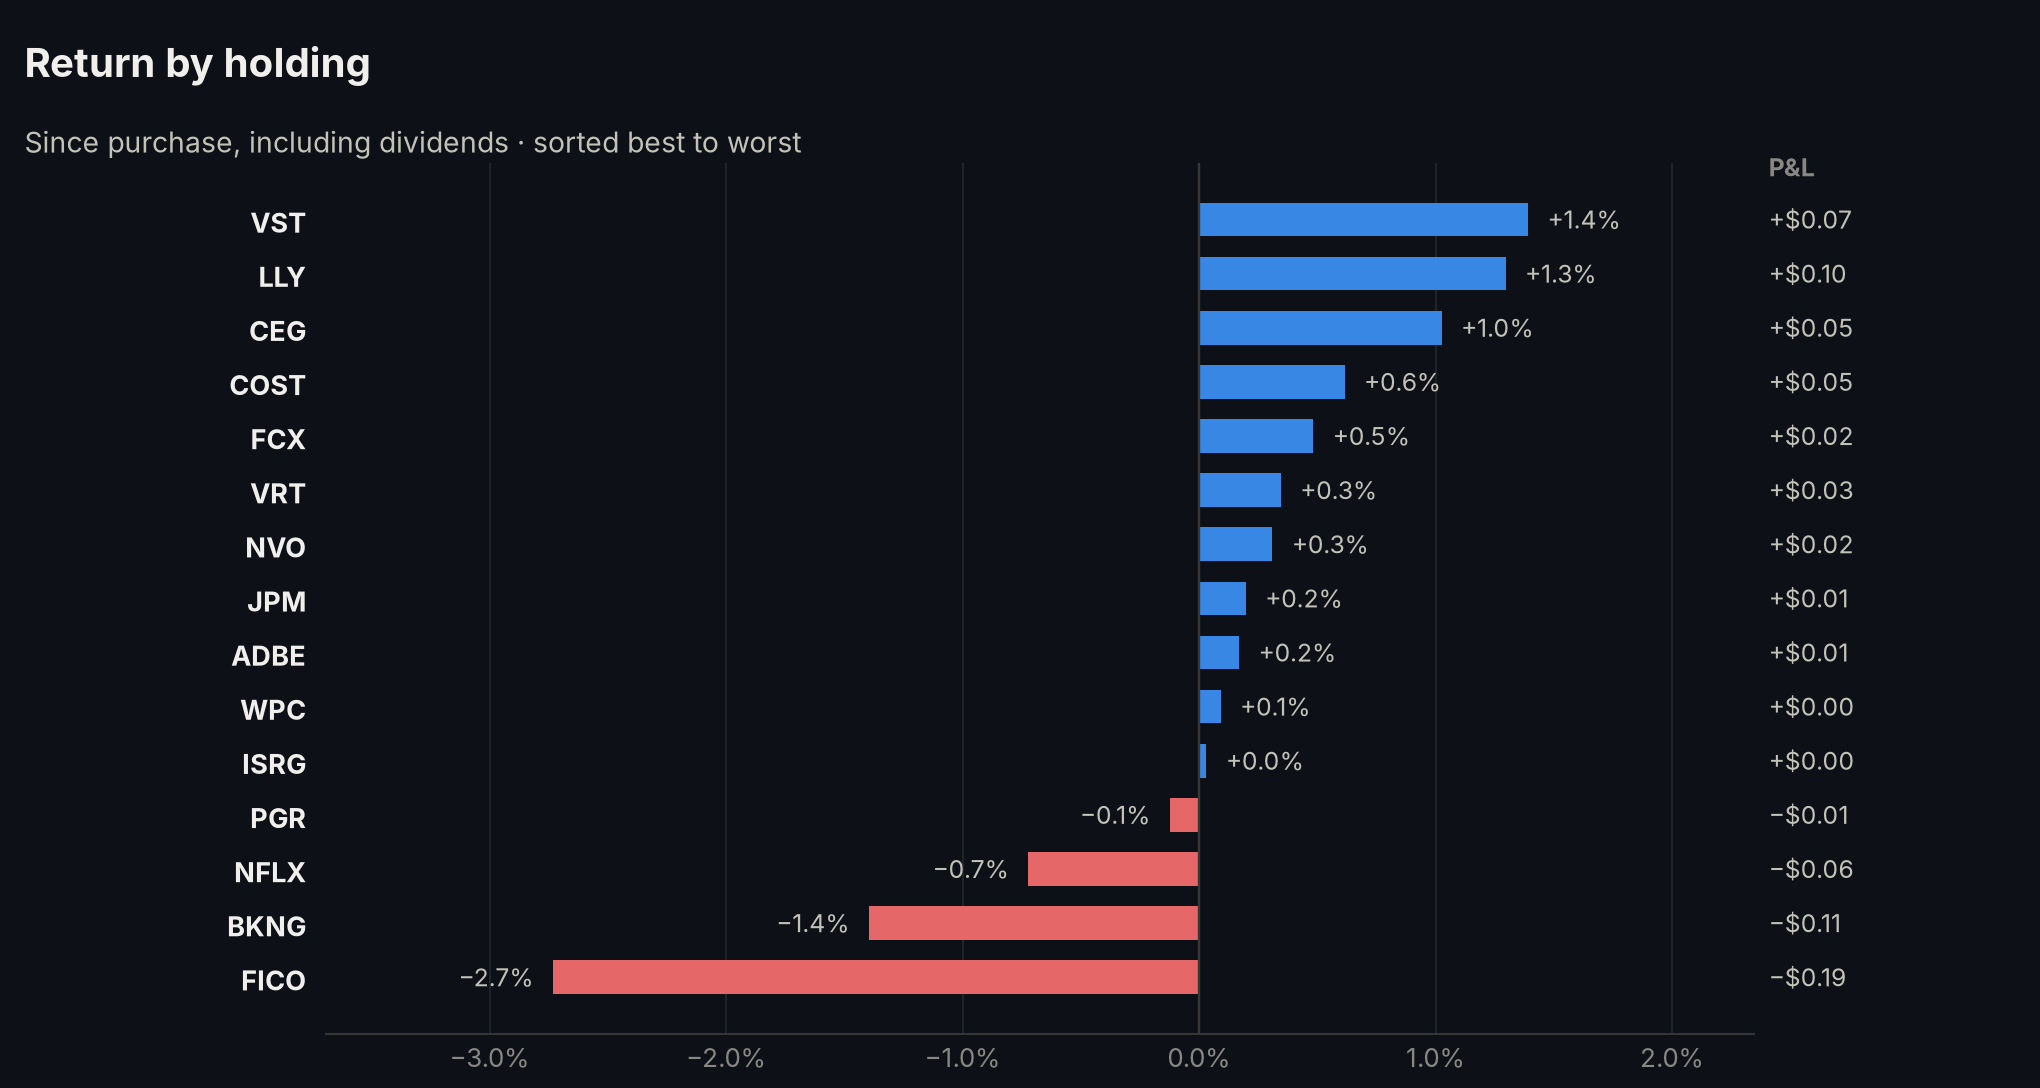 Return by holding
Since purchase, including dividends · sorted best to worst
P&L
VST +1.4% +$0.07
LLY +1.3% +$0.10
CEG +1.0% +$0.05
COST +0.6% +$0.05
FCX +0.5% +$0.02
VRT +0.3% +$0.03
NVO +0.3% +$0.02
JPM +0.2% +$0.01
ADBE +0.2% +$0.01
WPC +0.1% +$0.00
ISRG +0.0% +$0.00
PGR −0.1% −$0.01
NFLX −0.7% −$0.06
BKNG −1.4% −$0.11
FICO −2.7% −$0.19
−3.0% −2.0% −1.0% 0.0% 1.0% 2.0%